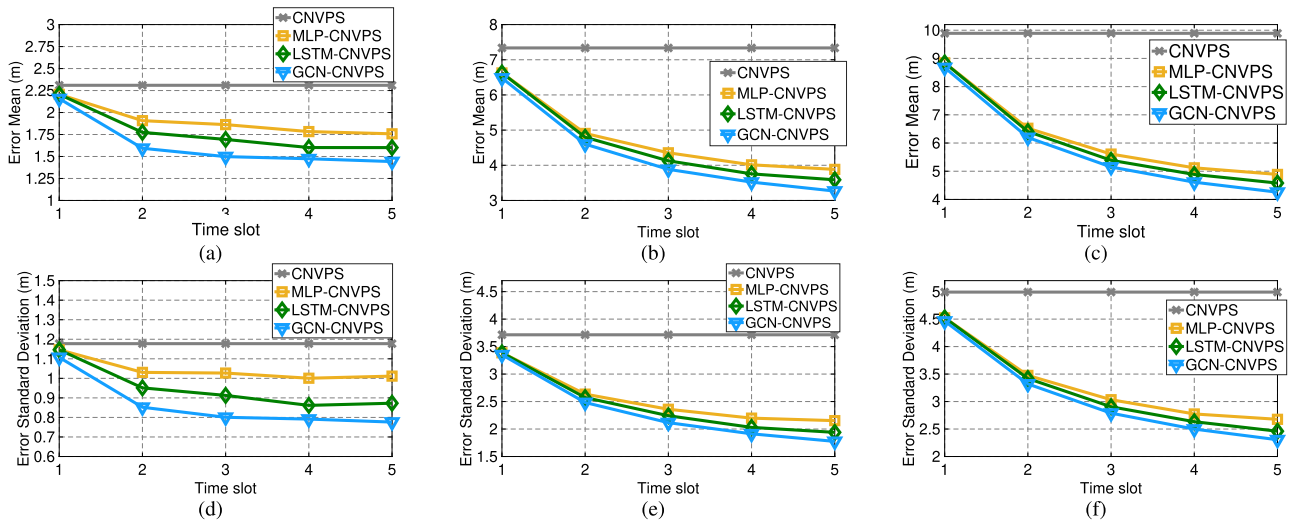 3
2.75
2.5
2.25
2
1.75
1.5
1.25
1
Error Mean (m)
CNVPS
MLP-CNVPS
LSTM-CNVPS
GCN-CNVPS
1 2 3 4 5
Time slot
(a)
8
7
6
5
4
3
Error Mean (m)
CNVPS
MLP-CNVPS
LSTM-CNVPS
GCN-CNVPS
1 2 3 4 5
Time slot
(b)
10
9
8
7
6
5
4
Error Mean (m)
CNVPS
MLP-CNVPS
LSTM-CNVPS
GCN-CNVPS
1 2 3 4 5
Time slot
(c)
1.5
1.4
1.3
1.2
1.1
1
0.9
0.8
0.7
0.6
Error Standard Deviation (m)
CNVPS
MLP-CNVPS
LSTM-CNVPS
GCN-CNVPS
1 2 3 4 5
Time slot
(d)
4.5
4
3.5
3
2.5
2
1.5
Error Standard Deviation (m)
CNVPS
MLP-CNVPS
LSTM-CNVPS
GCN-CNVPS
1 2 3 4 5
Time slot
(e)
5
4.5
4
3.5
3
2.5
2
Error Standard Deviation (m)
CNVPS
MLP-CNVPS
LSTM-CNVPS
GCN-CNVPS
1 2 3 4 5
Time slot
(f)